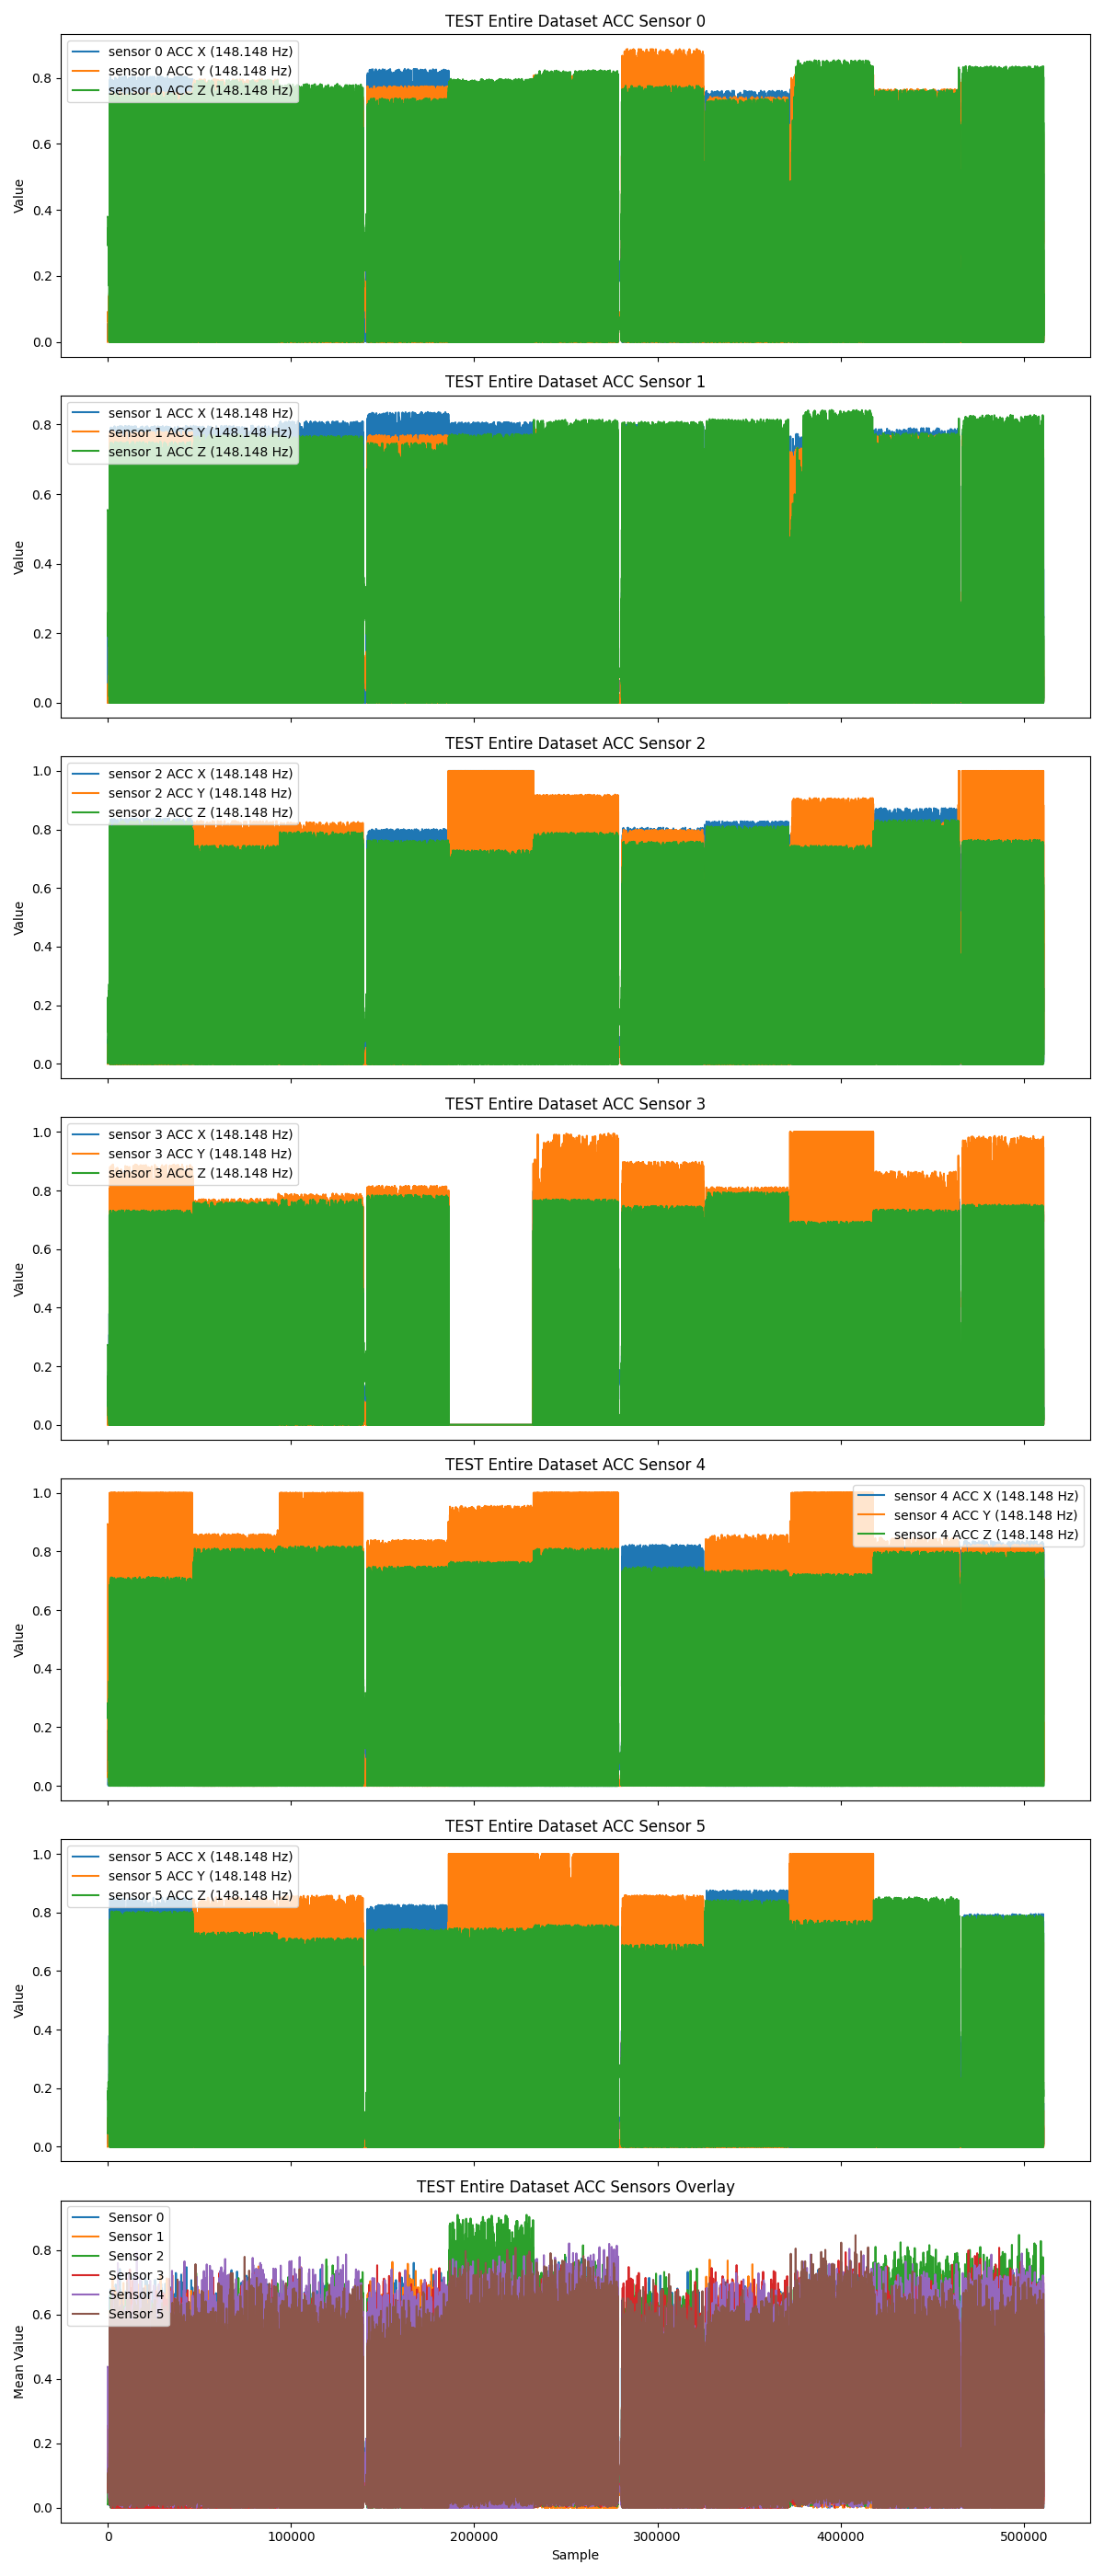 TEST Entire Dataset ACC Sensor 0
sensor 0 ACC X (148.148 Hz)
sensor 0 ACC Y (148.148 Hz)
sensor 0 ACC Z (148.148 Hz)
Value
0.8
0.6
0.4
0.2
0.0
TEST Entire Dataset ACC Sensor 1
sensor 1 ACC X (148.148 Hz)
sensor 1 ACC Y (148.148 Hz)
sensor 1 ACC Z (148.148 Hz)
Value
0.8
0.6
0.4
0.2
0.0
TEST Entire Dataset ACC Sensor 2
sensor 2 ACC X (148.148 Hz)
sensor 2 ACC Y (148.148 Hz)
sensor 2 ACC Z (148.148 Hz)
Value
1.0
0.8
0.6
0.4
0.2
0.0
TEST Entire Dataset ACC Sensor 3
sensor 3 ACC X (148.148 Hz)
sensor 3 ACC Y (148.148 Hz)
sensor 3 ACC Z (148.148 Hz)
Value
1.0
0.8
0.6
0.4
0.2
0.0
TEST Entire Dataset ACC Sensor 4
sensor 4 ACC X (148.148 Hz)
sensor 4 ACC Y (148.148 Hz)
sensor 4 ACC Z (148.148 Hz)
Value
1.0
0.8
0.6
0.4
0.2
0.0
TEST Entire Dataset ACC Sensor 5
sensor 5 ACC X (148.148 Hz)
sensor 5 ACC Y (148.148 Hz)
sensor 5 ACC Z (148.148 Hz)
Value
1.0
0.8
0.6
0.4
0.2
0.0
TEST Entire Dataset ACC Sensors Overlay
Sensor 0
Sensor 1
Sensor 2
Sensor 3
Sensor 4
Sensor 5
Mean Value
0.8
0.6
0.4
0.2
0.0
0 100000 200000 300000 400000 500000
Sample